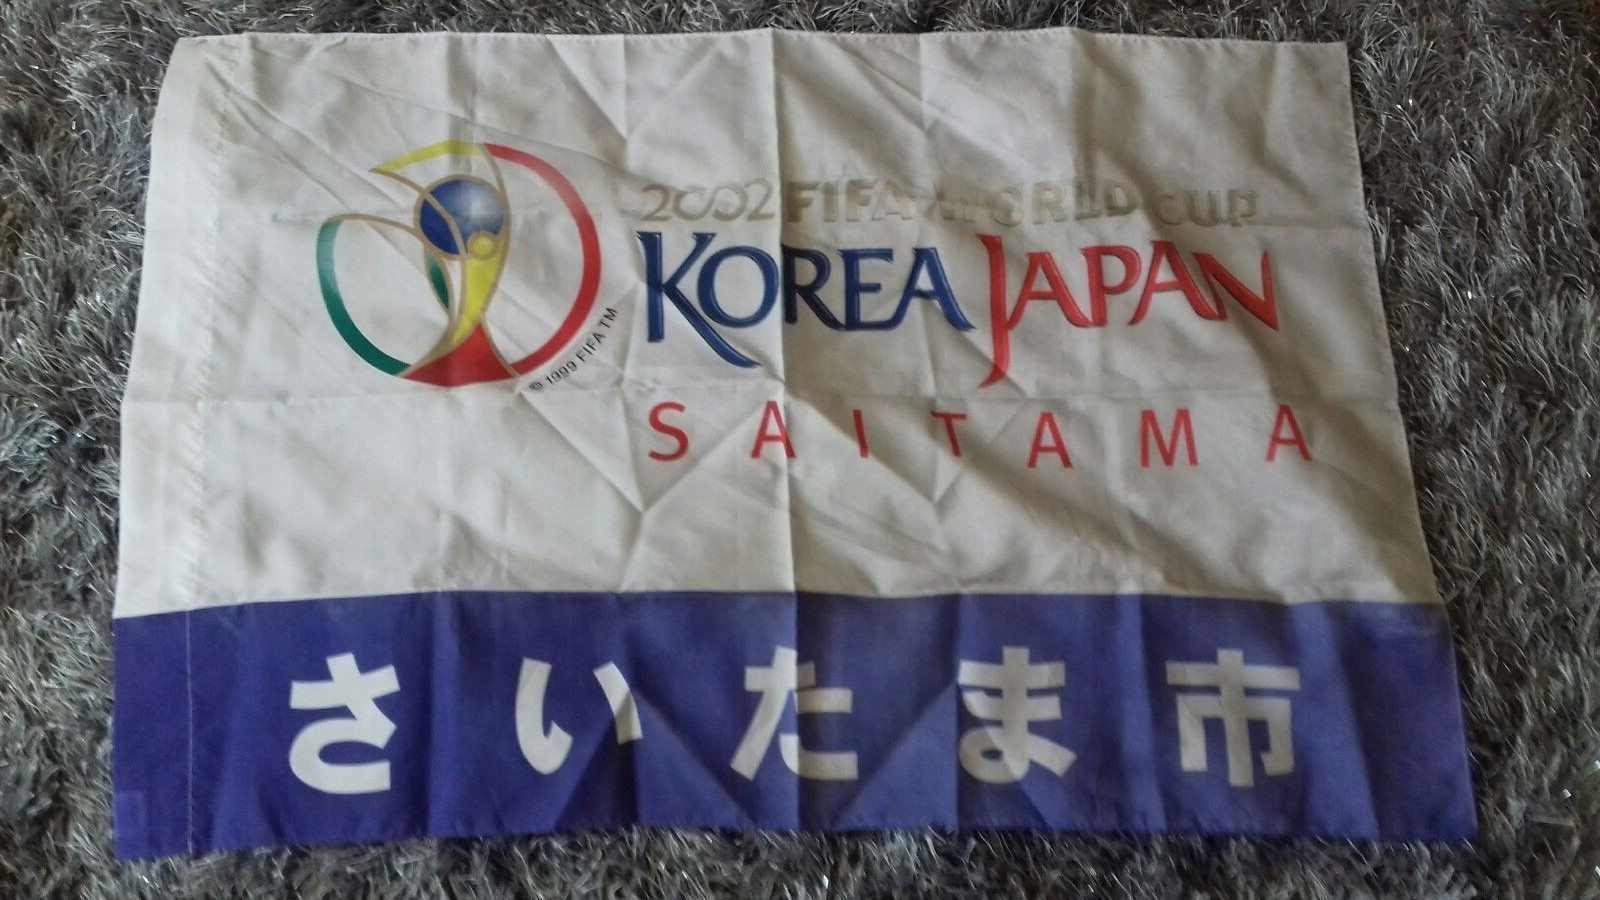 2002 FIFA WORLD CUP
KOREA JAPAN
© 1999 FIFA TM
SAITAMA
さいたま市